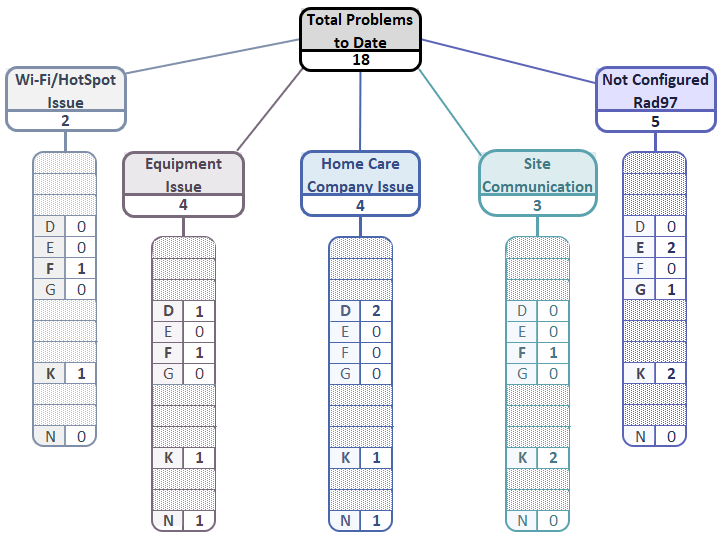 Total Problems
to Date
18
Wi-Fi/HotSpot
Issue
2
D 0
E 0
F 1
G 0
K 1
N 0
Equipment
Issue
4
D 1
E 0
F 1
G 0
K 1
N 1
Home Care
Company Issue
4
D 2
E 0
F 0
G 0
K 1
N 1
Site
Communication
3
D 0
E 0
F 1
G 0
K 2
N 0
Not Configured
Rad97
5
D 0
E 2
F 0
G 1
K 2
N 0